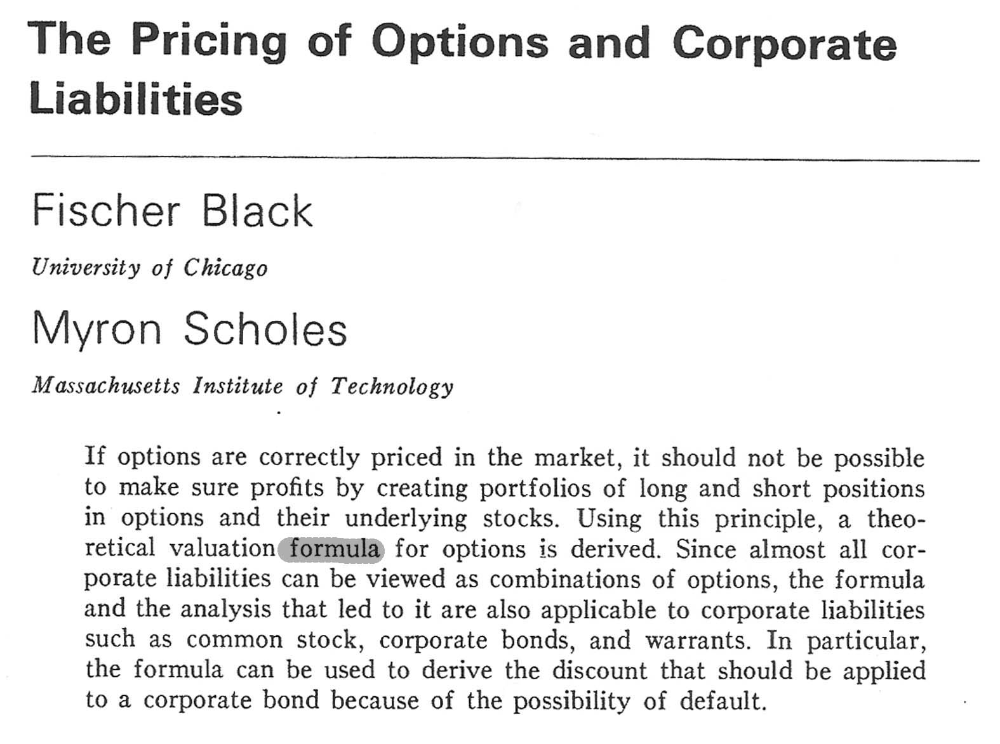 The Pricing of Options and Corporate
Liabilities
Fischer Black
University of Chicago
Myron Scholes
Massachusetts Institute of Technology
If options are correctly priced in the market, it should not be possible
to make sure profits by creating portfolios of long and short positions
in options and their underlying stocks. Using this principle, a theo-
retical valuation formula for options is derived. Since almost all cor-
porate liabilities can be viewed as combinations of options, the formula
and the analysis that led to it are also applicable to corporate liabilities
such as common stock, corporate bonds, and warrants. In particular,
the formula can be used to derive the discount that should be applied
to a corporate bond because of the possibility of default.